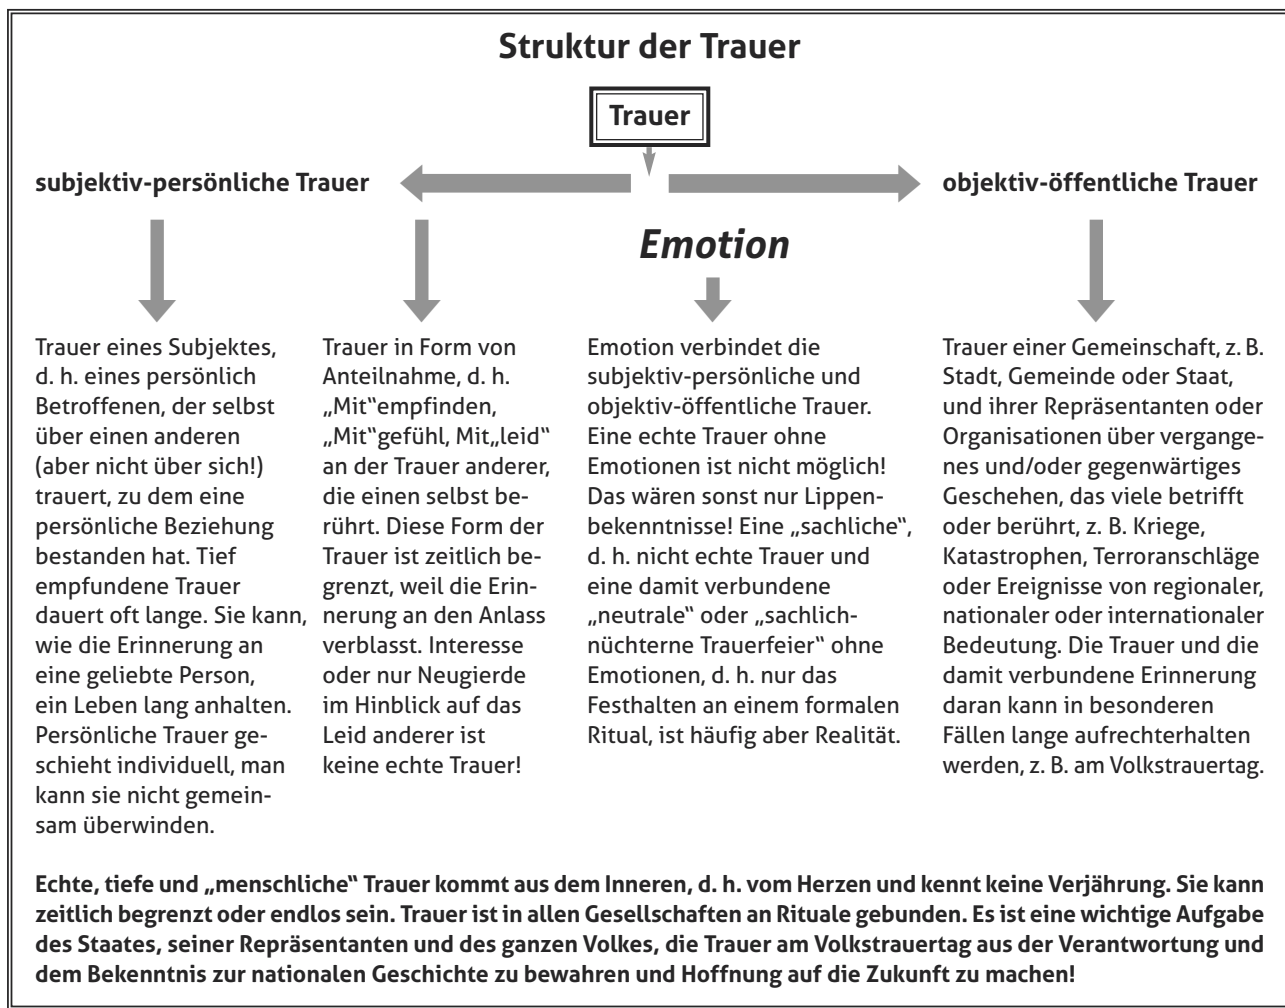 Struktur der Trauer
Trauer
subjektiv-persönliche Trauer
objektiv-öffentliche Trauer
Emotion
Trauer eines Subjektes,
d. h. eines persönlich
Betroffenen, der selbst
über einen anderen
(aber nicht über sich!)
trauert, zu dem eine
persönliche Beziehung
bestanden hat. Tief
empfundene Trauer
dauert oft lange. Sie kann,
wie die Erinnerung an
eine geliebte Person,
ein Leben lang anhalten.
Persönliche Trauer ge-
schieht individuell, man
kann sie nicht gemein-
sam überwinden.
Trauer in Form von
Anteilnahme, d. h.
„Mit“empfinden,
„Mit“gefühl, Mit„leid“
an der Trauer anderer,
die einen selbst be-
rührt. Diese Form der
Trauer ist zeitlich be-
grenzt, weil die Erin-
nerung an den Anlass
verblasst. Interesse
oder nur Neugierde
im Hinblick auf das
Leid anderer ist
keine echte Trauer!
Emotion verbindet die
subjektiv-persönliche und
objektiv-öffentliche Trauer.
Eine echte Trauer ohne
Emotionen ist nicht möglich!
Das wären sonst nur Lippen-
bekenntnisse! Eine „sachliche“,
d. h. nicht echte Trauer und
eine damit verbundene
„neutrale“ oder „sachlich-
nüchterne Trauerfeier“ ohne
Emotionen, d. h. nur das
Festhalten an einem formalen
Ritual, ist häufig aber Realität.
Trauer einer Gemeinschaft, z. B.
Stadt, Gemeinde oder Staat,
und ihrer Repräsentanten oder
Organisationen über vergange-
nes und/oder gegenwärtiges
Geschehen, das viele betrifft
oder berührt, z. B. Kriege,
Katastrophen, Terroranschläge
oder Ereignisse von regionaler,
nationaler oder internationaler
Bedeutung. Die Trauer und die
damit verbundene Erinnerung
daran kann in besonderen
Fällen lange aufrechterhalten
werden, z. B. am Volkstrauertag.
Echte, tiefe und „menschliche“ Trauer kommt aus dem Inneren, d. h. vom Herzen und kennt keine Verjährung. Sie kann
zeitlich begrenzt oder endlos sein. Trauer ist in allen Gesellschaften an Rituale gebunden. Es ist eine wichtige Aufgabe
des Staates, seiner Repräsentanten und des ganzen Volkes, die Trauer am Volkstrauertag aus der Verantwortung und
dem Bekenntnis zur nationalen Geschichte zu bewahren und Hoffnung auf die Zukunft zu machen!